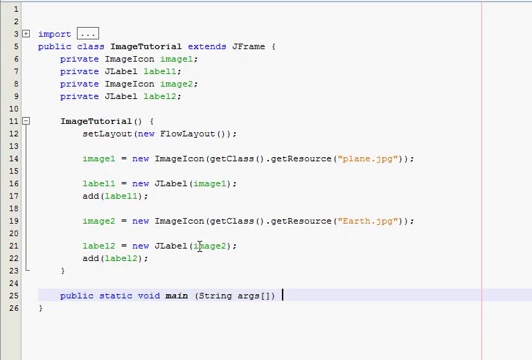 1
2
3 import ...
5 public class ImageTutorial extends JFrame {
6 private ImageIcon image1;
7 private JLabel label1;
8 private ImageIcon image2;
9 private JLabel label2;
10
11 ImageTutorial() {
12 setLayout(new FlowLayout());
13
14 image1 = new ImageIcon(getClass().getResource("plane.jpg"));
15
16 label1 = new JLabel(image1);
17 add(label1);
18
19 image2 = new ImageIcon(getClass().getResource("Earth.jpg"));
20
21 label2 = new JLabel(image2);
22 add(label2);
23 }
24
25 public static void main (String args[])
26 }